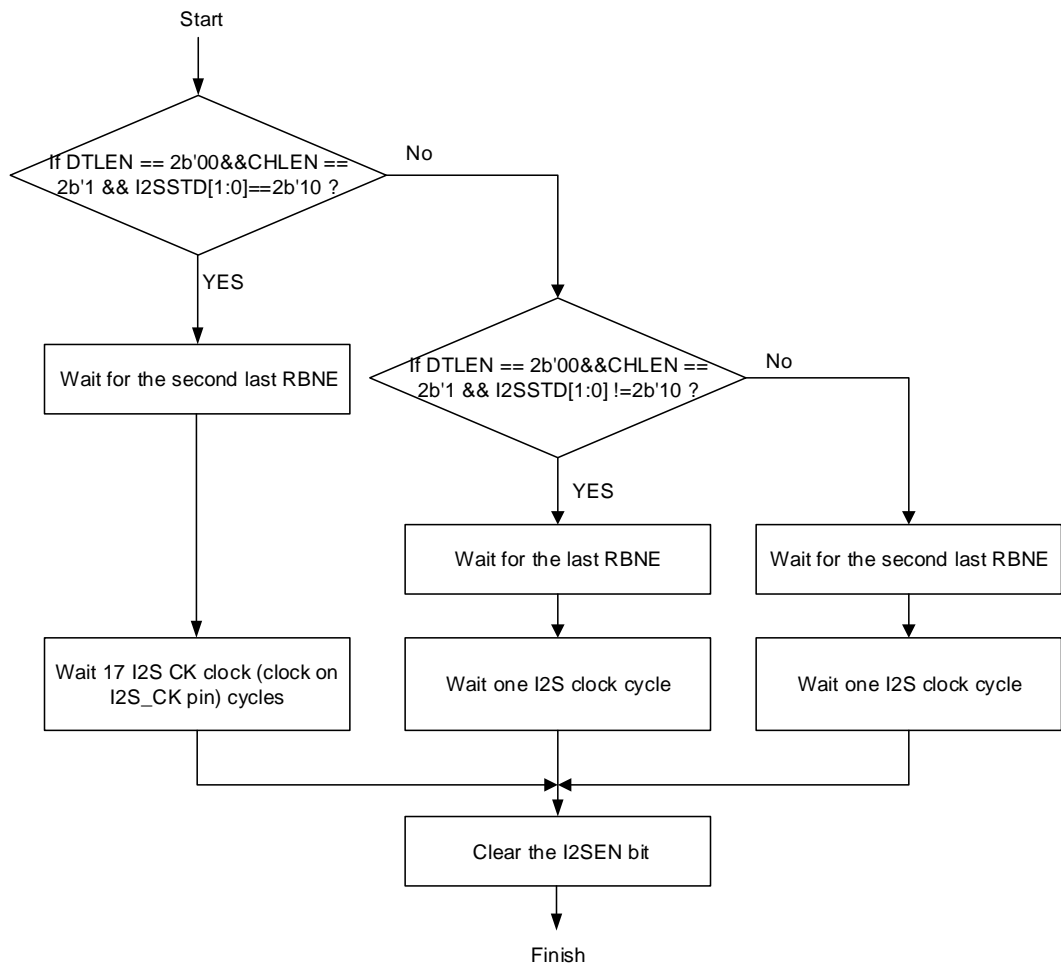 Start
If DTLEN == 2b'00&&CHLEN ==
2b'1 && I2SSTD[1:0]==2b'10 ?
No
YES
Wait for the second last RBNE
If DTLEN == 2b'00&&CHLEN ==
2b'1 && I2SSTD[1:0] !=2b'10 ?
No
YES
Wait for the last RBNE
Wait for the second last RBNE
Wait 17 I2S CK clock (clock on
I2S_CK pin) cycles
Wait one I2S clock cycle
Wait one I2S clock cycle
Clear the I2SEN bit
Finish